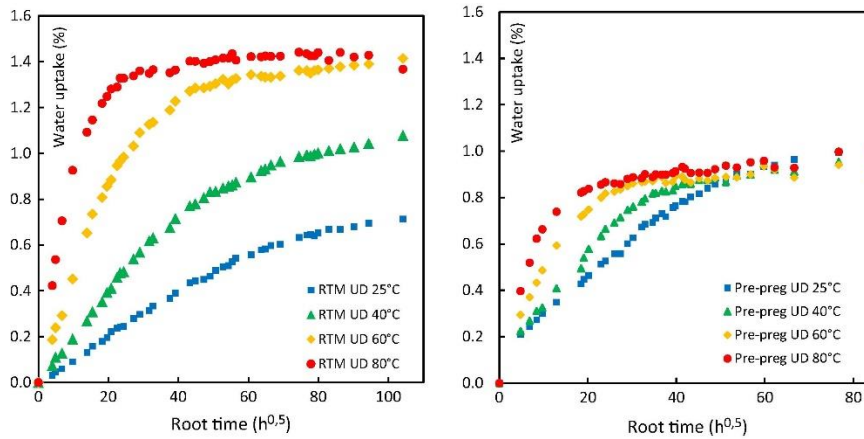 1.6
1.4
1.2
1.0
0.8
0.6
0.4
0.2
0.0
Water uptake (%)
RTM UD 25°C
RTM UD 40°C
RTM UD 60°C
RTM UD 80°C
0 20 40 60 80 100
Root time (h^0,5)
1.6
1.4
1.2
1.0
0.8
0.6
0.4
0.2
0.0
Water uptake (%)
Pre-preg UD 25°C
Pre-preg UD 40°C
Pre-preg UD 60°C
Pre-preg UD 80°C
0 20 40 60 80
Root time (h^0,5)